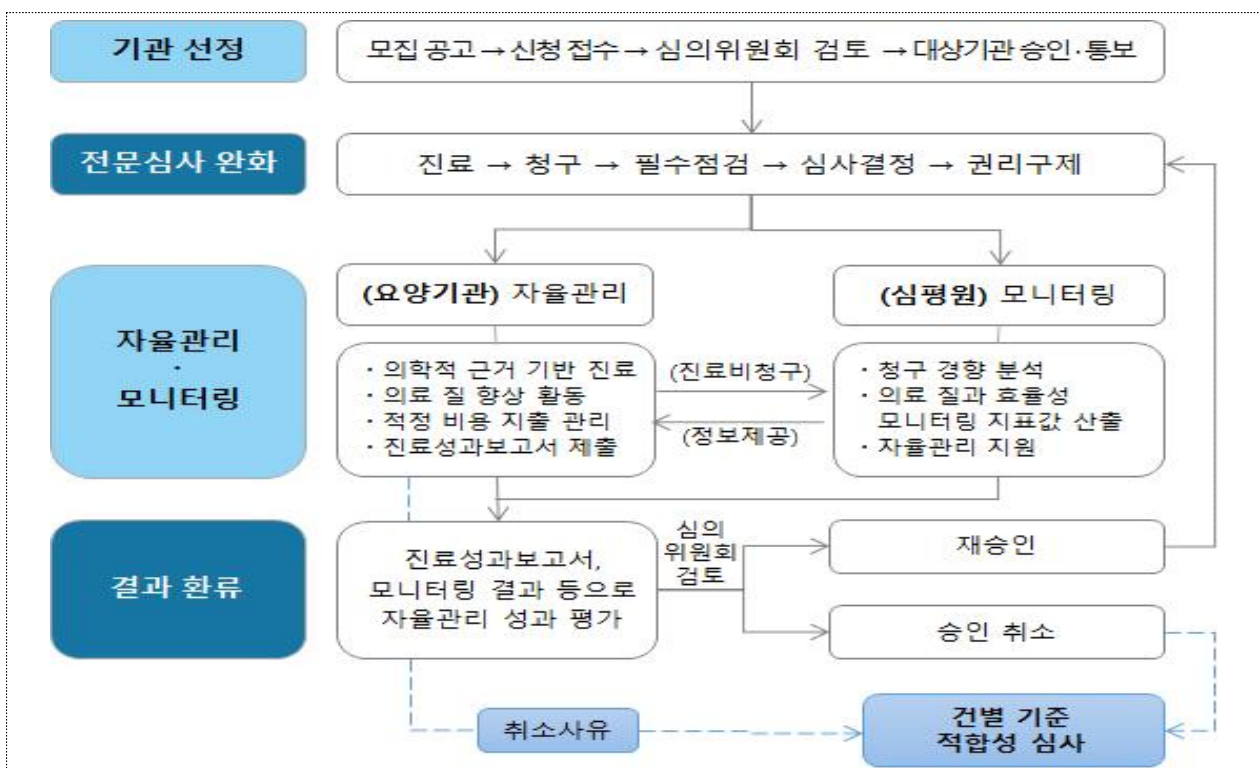 기관 선정
모집 공고 → 신청 접수 → 심의위원회 검토 → 대상기관 승인·통보
전문심사 완화
진료 → 청구 → 필수점검 → 심사결정 → 권리구제
자율관리
·
모니터링
(요양기관) 자율관리
(심평원) 모니터링
· 의학적 근거 기반 진료
· 의료 질 향상 활동
· 적정 비용 지출 관리
· 진료성과보고서 제출
(진료비청구)
(정보제공)
· 청구 경향 분석
· 의료 질과 효율성
모니터링 지표값 산출
· 자율관리 지원
결과 환류
진료성과보고서,
모니터링 결과 등으로
자율관리 성과 평가
심의
위원회
검토
재승인
승인 취소
취소사유
건별 기준
적합성 심사